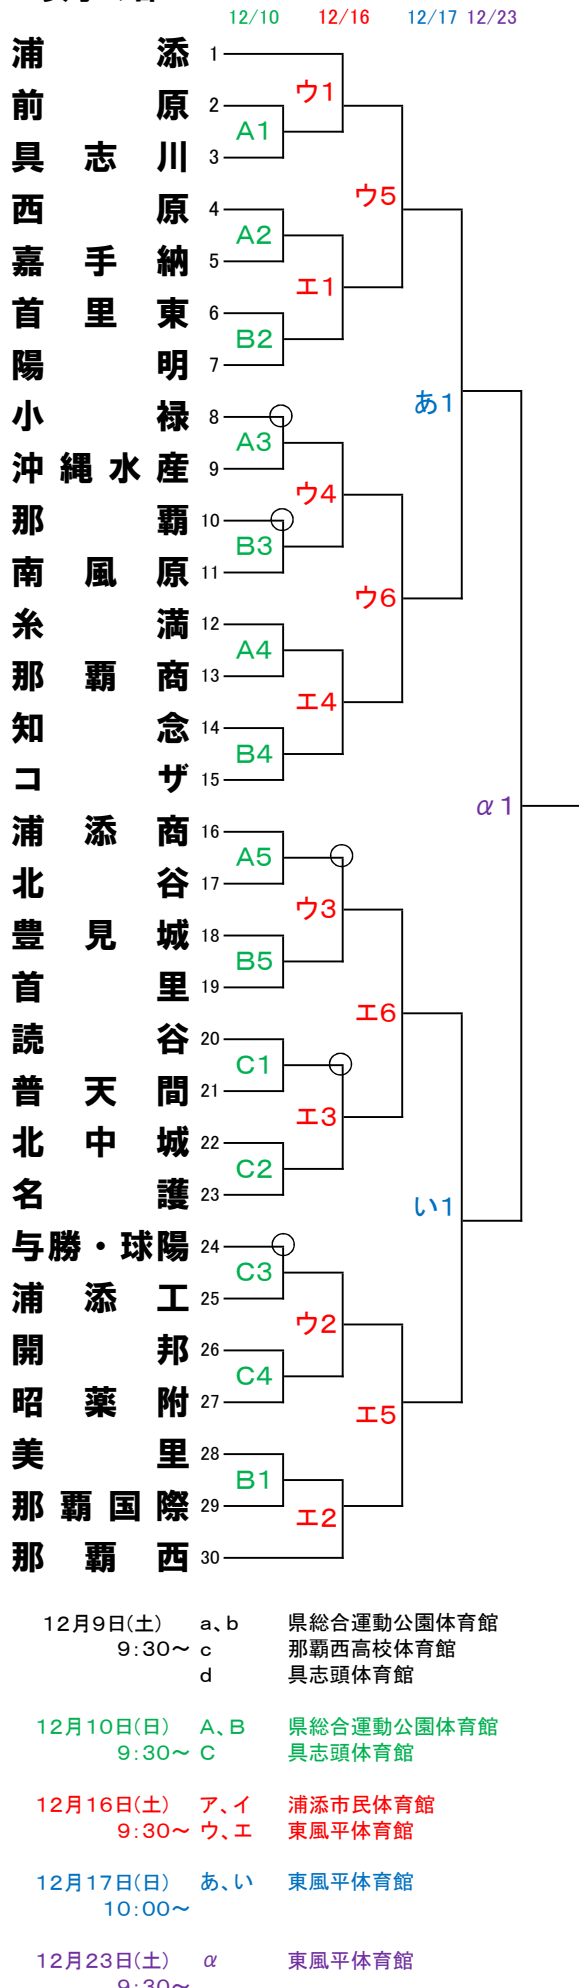 12/10 12/16 12/17 12/23
浦添 1
ウ1
前原 2
A1
具志川 3
ウ5
西原 4
A2
嘉手納 5
エ1
首里東 6
B2
陽明 7
あ1
小禄 8
A3
沖縄水産 9
ウ4
那覇 10
B3
南風原 11
ウ6
糸満 12
A4
那覇商 13
エ4
知念 14
B4
コザ 15
α1
浦添商 16
A5
北谷 17
ウ3
豊見城 18
B5
首里 19
エ6
読谷 20
C1
普天間 21
エ3
北中城 22
C2
名護 23
い1
与勝・球陽 24
C3
浦添工 25
ウ2
開邦 26
C4
昭薬附 27
エ5
美里 28
B1
那覇国際 29
エ2
那覇西 30
12月9日(土) a、b 県総合運動公園体育館
9:30～ c 那覇西高校体育館
d 具志頭体育館
12月10日(日) A、B 県総合運動公園体育館
9:30～ C 具志頭体育館
12月16日(土) ア、イ 浦添市民体育館
9:30～ ウ、エ 東風平体育館
12月17日(日) あ、い 東風平体育館
10:00～
12月23日(土) α 東風平体育館
9:30～